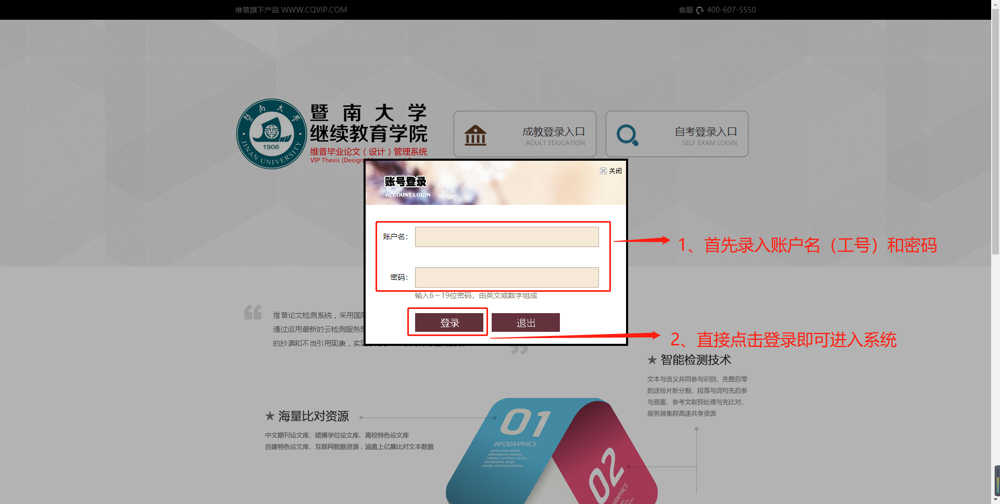 维普旗下产品 WWW.CQVIP.COM
客服 400-607-5550
暨南大学
继续教育学院
维普毕业论文（设计）管理系统
VIP Thesis (Design
JINAN UNIVERSITY
1906
暨南大学
成教登录入口
ADULT EDUCATION
自考登录入口
SELF EXAM LOGIN
账号登录
ACCOUNT LOGIN
关闭
账户名：
密码：
输入6～19位密码，由英文或数字组成
登录
退出
1、首先录入账户名（工号）和密码
2、直接点击登录即可进入系统
维普论文检测系统，采用国
通过运用最新的云检测服务
的抄袭和不当引用现象，实
★ 智能检测技术
文本与语义共同参与识别、先整后零
的送检片断分割、段落与词句先后参
与查重、参考文献预处理与先比对、
服务器集群高速共享资源
★ 海量比对资源
中文期刊论文库、硕博学位论文库、高校特色论文库
自建特色论文库、互联网数据资源，涵盖上亿篇比对文本数据
01
INFOGRAPHICS
atomic power station,
battery,banner, business,
collection, continent, country,
demographics, design,
ecology, electricity,economics,
02
GRAPHICS